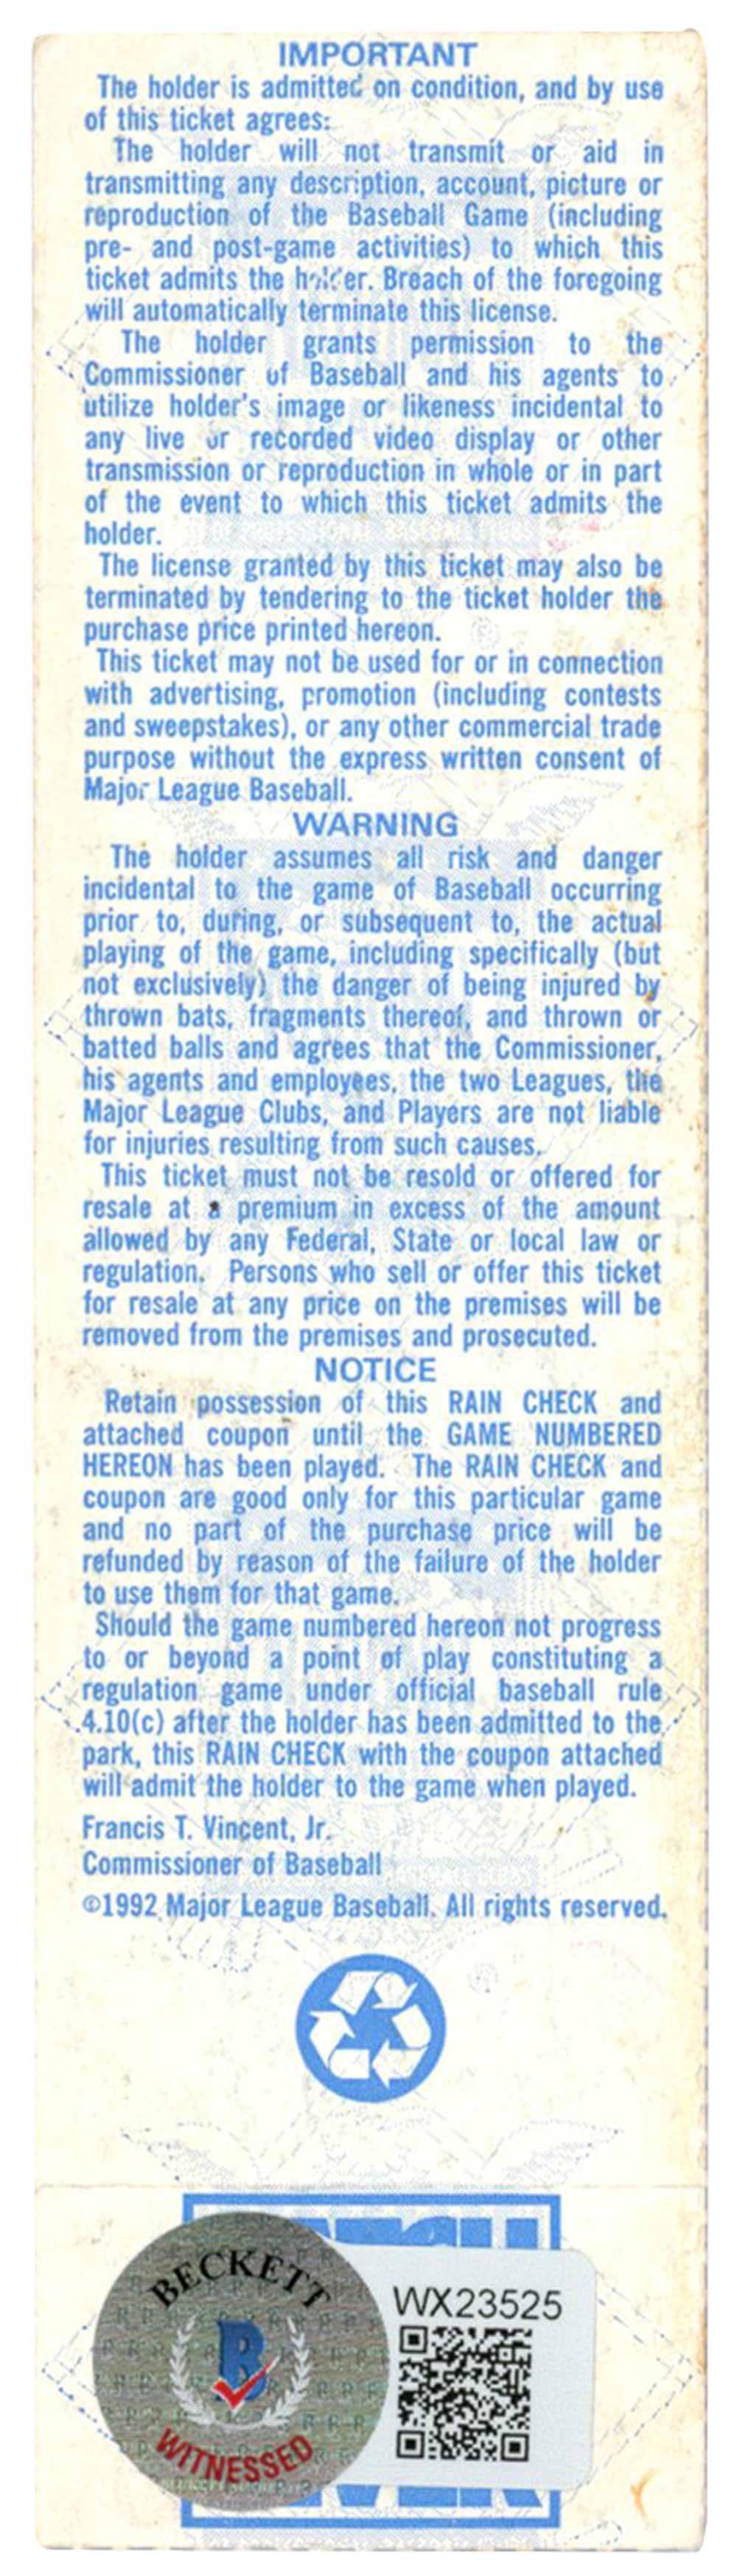 IMPORTANT
The holder is admitted on condition, and by use
of this ticket agrees:
The holder will not transmit or aid in
transmitting any description, account, picture or
reproduction of the Baseball Game (including
pre- and post-game activities) to which this
ticket admits the holder. Breach of the foregoing
will automatically terminate this license.
The holder grants permission to the
Commissioner of Baseball and his agents to
utilize holder's image or likeness incidental to
any live or recorded video display or other
transmission or reproduction in whole or in part
of the event to which this ticket admits the
holder.
The license granted by this ticket may also be
terminated by tendering to the ticket holder the
purchase price printed hereon.
This ticket may not be used for or in connection
with advertising, promotion (including contests
and sweepstakes), or any other commercial trade
purpose without the express written consent of
Major League Baseball.
WARNING
The holder assumes all risk and danger
incidental to the game of Baseball occurring
prior to, during, or subsequent to, the actual
playing of the game, including specifically (but
not exclusively) the danger of being injured by
thrown bats, fragments thereof, and thrown or
batted balls and agrees that the Commissioner,
his agents and employees, the two Leagues, the
Major League Clubs, and Players are not liable
for injuries resulting from such causes.
This ticket must not be resold or offered for
resale at a premium in excess of the amount
allowed by any Federal, State or local law or
regulation. Persons who sell or offer this ticket
for resale at any price on the premises will be
removed from the premises and prosecuted.
NOTICE
Retain possession of this RAIN CHECK and
attached coupon until the GAME NUMBERED
HEREON has been played. The RAIN CHECK and
coupon are good only for this particular game
and no part of the purchase price will be
refunded by reason of the failure of the holder
to use them for that game.
Should the game numbered hereon not progress
to or beyond a point of play constituting a
regulation game under official baseball rule
4.10(c) after the holder has been admitted to the
park, this RAIN CHECK with the coupon attached
will admit the holder to the game when played.
Francis T. Vincent, Jr.
Commissioner of Baseball
©1992 Major League Baseball. All rights reserved.
BECKETT
B
WITNESSED
WX23525